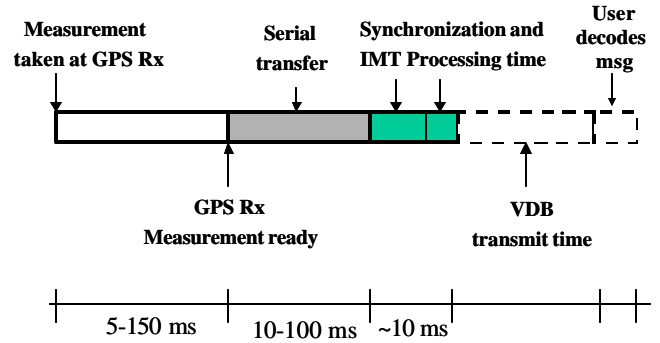 Measurement
taken at GPS Rx
Serial
transfer
Synchronization and
IMT Processing time
User
decodes
msg
GPS Rx
Measurement ready
VDB
transmit time
5-150 ms
10-100 ms
~10 ms